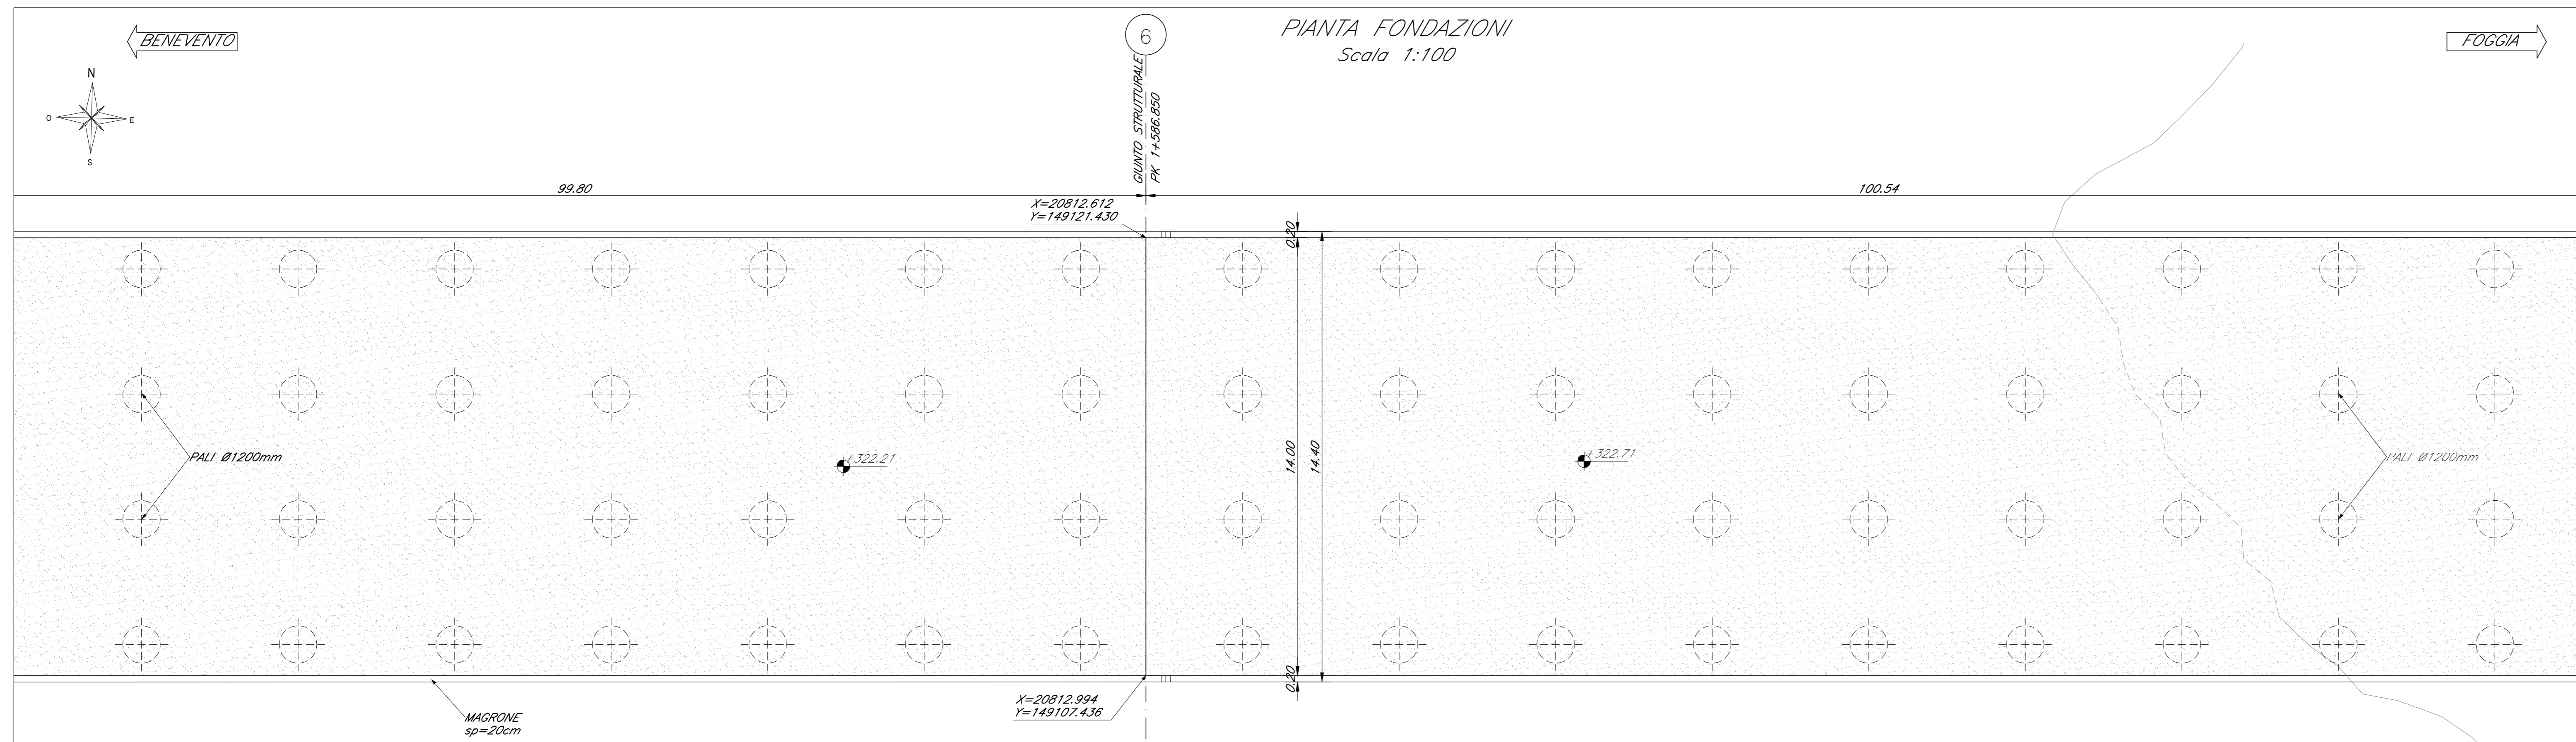 PIANTA FONDAZIONI
Scala 1:100
BENEVENTO
FOGGIA
6
N
O
E
S
GIUNTO STRUTTURALE
PK 1+586.850
99.80
100.54
X=20812.612
Y=149121.430
0.20
PALI Ø1200mm
+322.21
14.00
14.40
+322.71
PALI Ø1200mm
0.20
X=20812.994
Y=149107.436
MAGRONE
sp=20cm